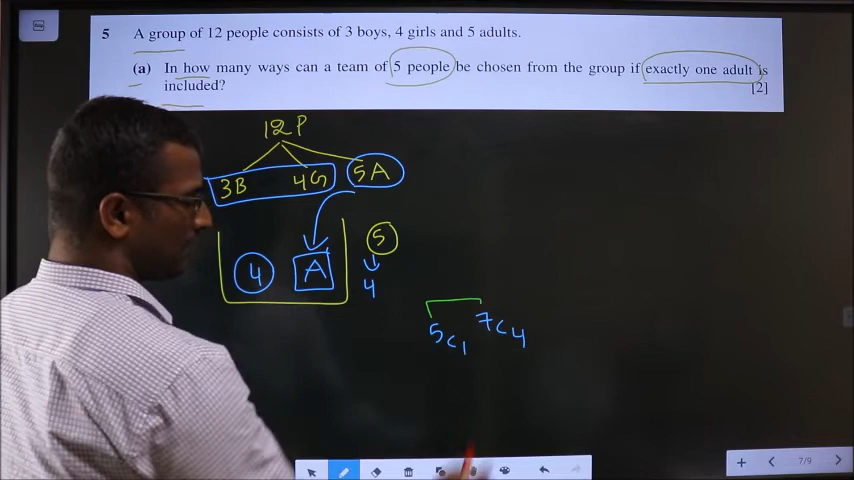 5 A group of 12 people consists of 3 boys, 4 girls and 5 adults.
(a) In how many ways can a team of 5 people be chosen from the group if exactly one adult is
included? [2]
12P
3B 4G 5A
5
4 A
4
5C1 7C4
7/9